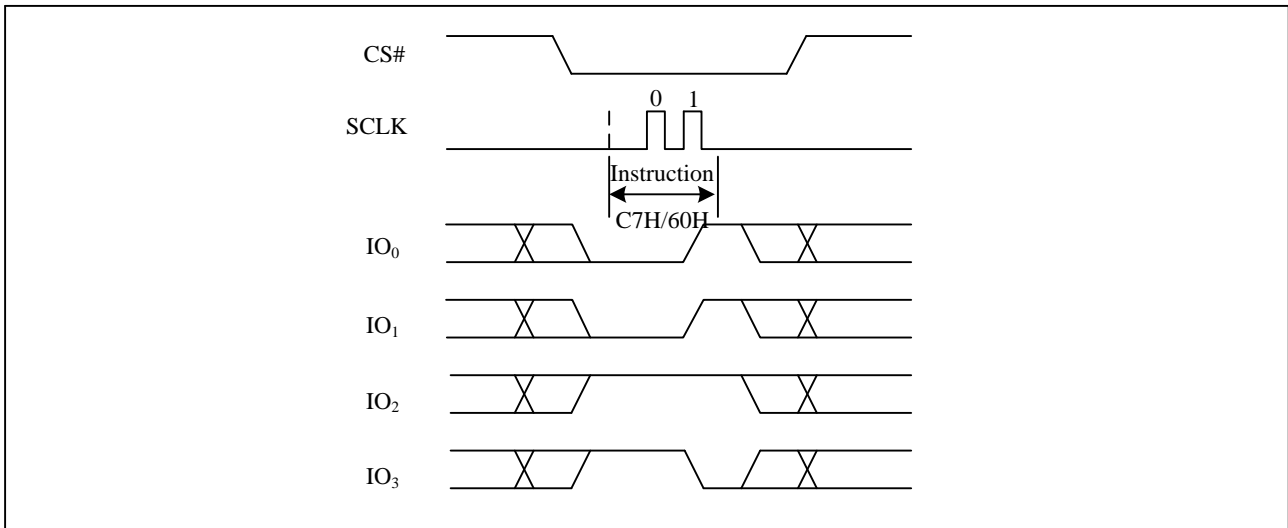 CS#
0 1
SCLK
Instruction
C7H/60H
IO₀
IO₁
IO₂
IO₃